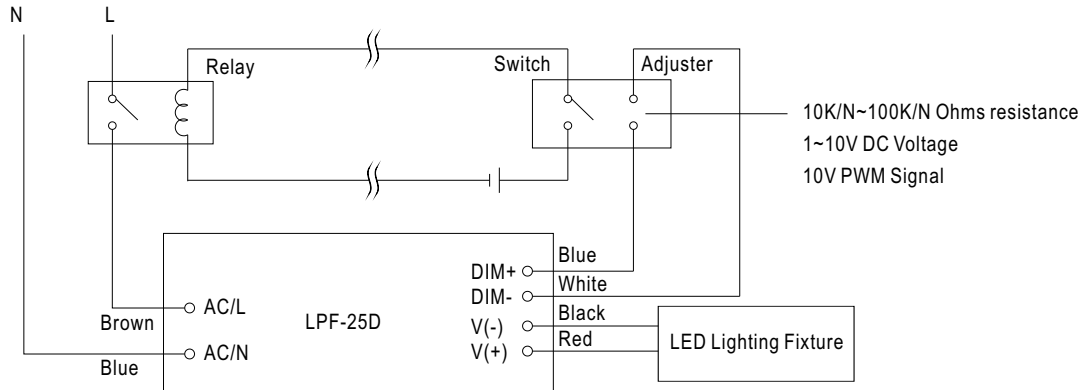 N
L
Relay
Switch
Adjuster
10K/N~100K/N Ohms resistance
1~10V DC Voltage
10V PWM Signal
DIM+
Blue
DIM-
White
AC/L
Brown
LPF-25D
V(-)
Black
LED Lighting Fixture
AC/N
Blue
V(+)
Red